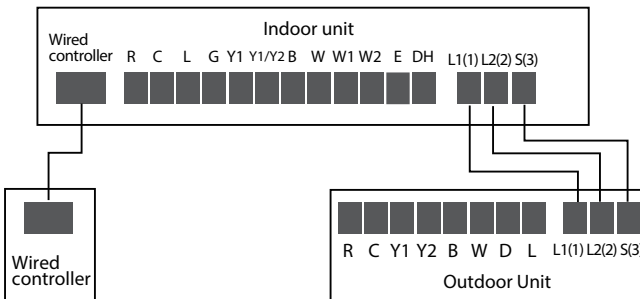 Indoor unit
Wired
controller
R C L G Y1 Y1/Y2 B W W1 W2 E DH L1(1) L2(2) S(3)
R C Y1 Y2 B W D L L1(1) L2(2) S(3)
Wired
controller
Outdoor Unit